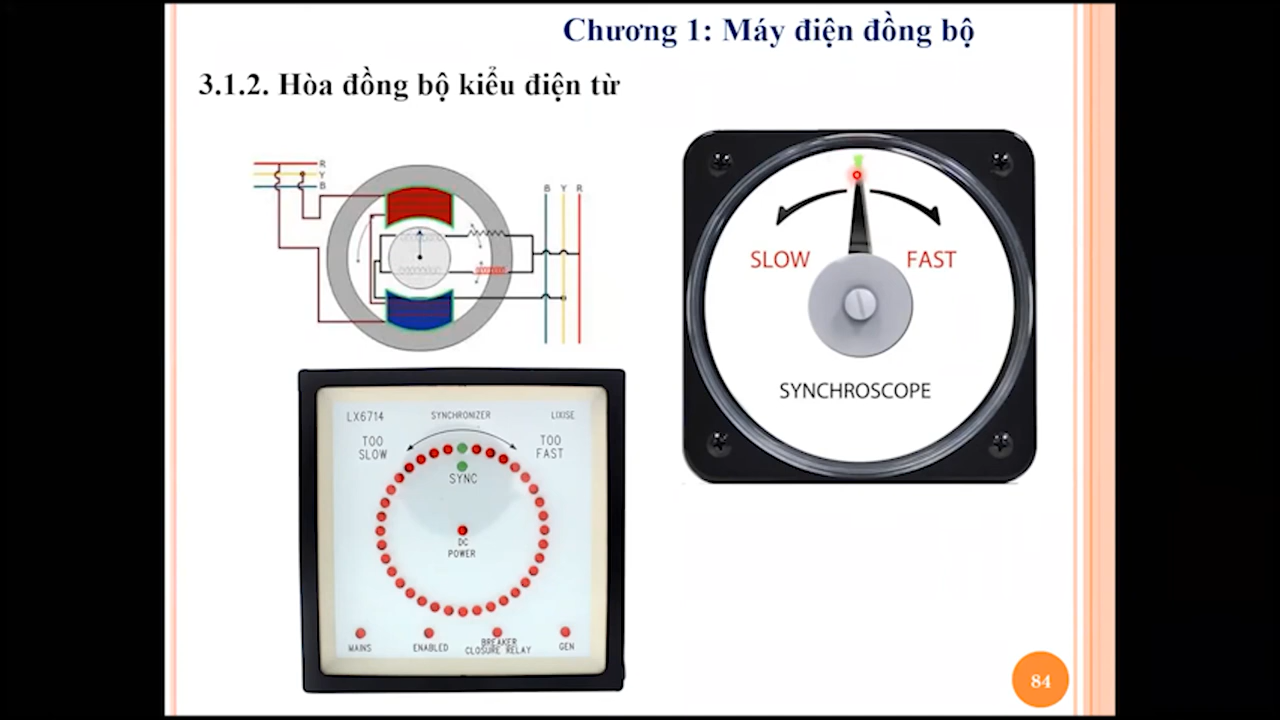 Chương 1: Máy điện đồng bộ
3.1.2. Hòa đồng bộ kiểu điện từ
R
Y
B
B Y R
SLOW FAST
SYNCHROSCOPE
LX6714 SYNCHRONIZER LIXISE
TOO SLOW
TOO FAST
SYNC
DC
POWER
MAINS ENABLED BREAKER CLOSURE RELAY GEN
84